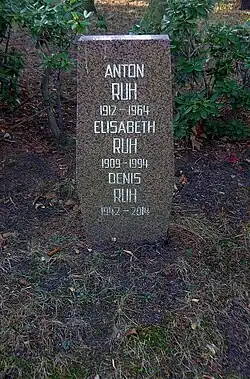 ANTON
RUH
1912-1964
ELISABETH
RUH
1909-1994
DENIS
RUH
1942-2014